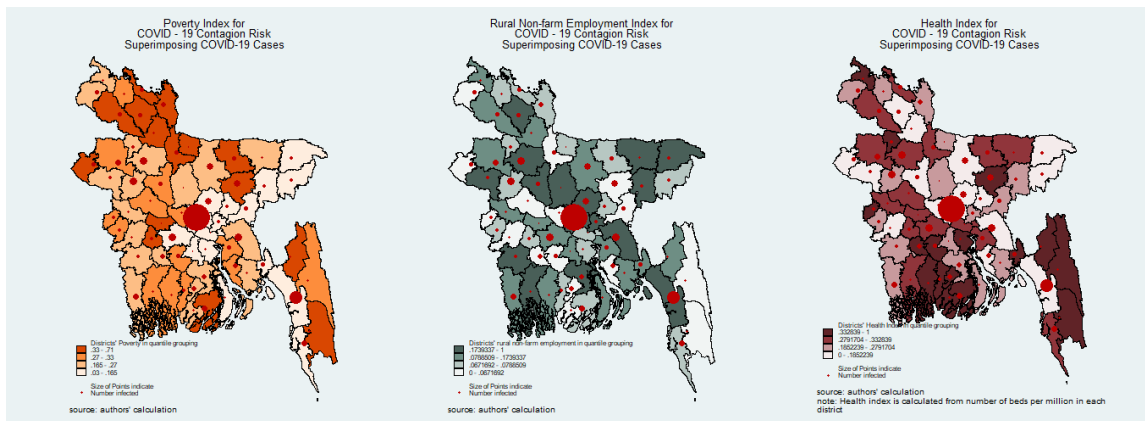 Poverty Index for
COVID - 19 Contagion Risk
Superimposing COVID-19 Cases
Districts' Poverty in quantile grouping
.33 - .71
.27 - .33
.165 - .27
.03 - .165
Size of Points indicate
Number infected
source: authors' calculation
Rural Non-farm Employment Index for
COVID - 19 Contagion Risk
Superimposing COVID-19 Cases
Districts' rural non-farm employment in quantile grouping
.1739337 - 1
.0788509 - .1739337
.0671692 - .0788509
0 - .0671692
Size of Points indicate
Number infected
source: authors' calculation
Health Index for
COVID - 19 Contagion Risk
Superimposing COVID-19 Cases
Districts' Health Index in quantile grouping
.332839 - 1
.2791704 - .332839
.1852239 - .2791704
0 - .1852239
Size of Points indicate
Number infected
source: authors' calculation
note: Health index is calculated from number of beds per million in each
district